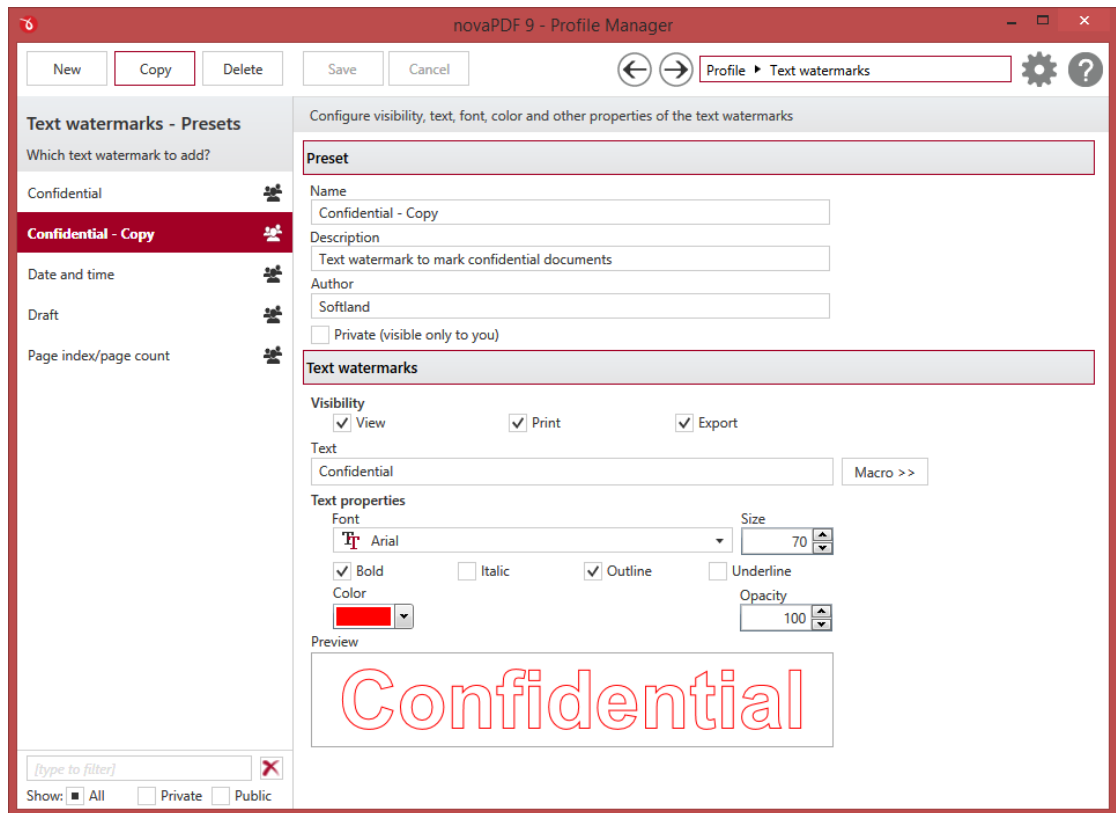 novaPDF 9 - Profile Manager
New Copy Delete Save Cancel Profile Text watermarks
Text watermarks - Presets
Which text watermark to add?
Confidential
Confidential - Copy
Date and time
Draft
Page index/page count
[type to filter]
Show: All Private Public
Configure visibility, text, font, color and other properties of the text watermarks
Preset
Name
Confidential - Copy
Description
Text watermark to mark confidential documents
Author
Softland
Private (visible only to you)
Text watermarks
Visibility
View Print Export
Text
Confidential Macro >>
Text properties
Font Size
Arial 70
Bold Italic Outline Underline
Color Opacity
100
Preview
Confidential